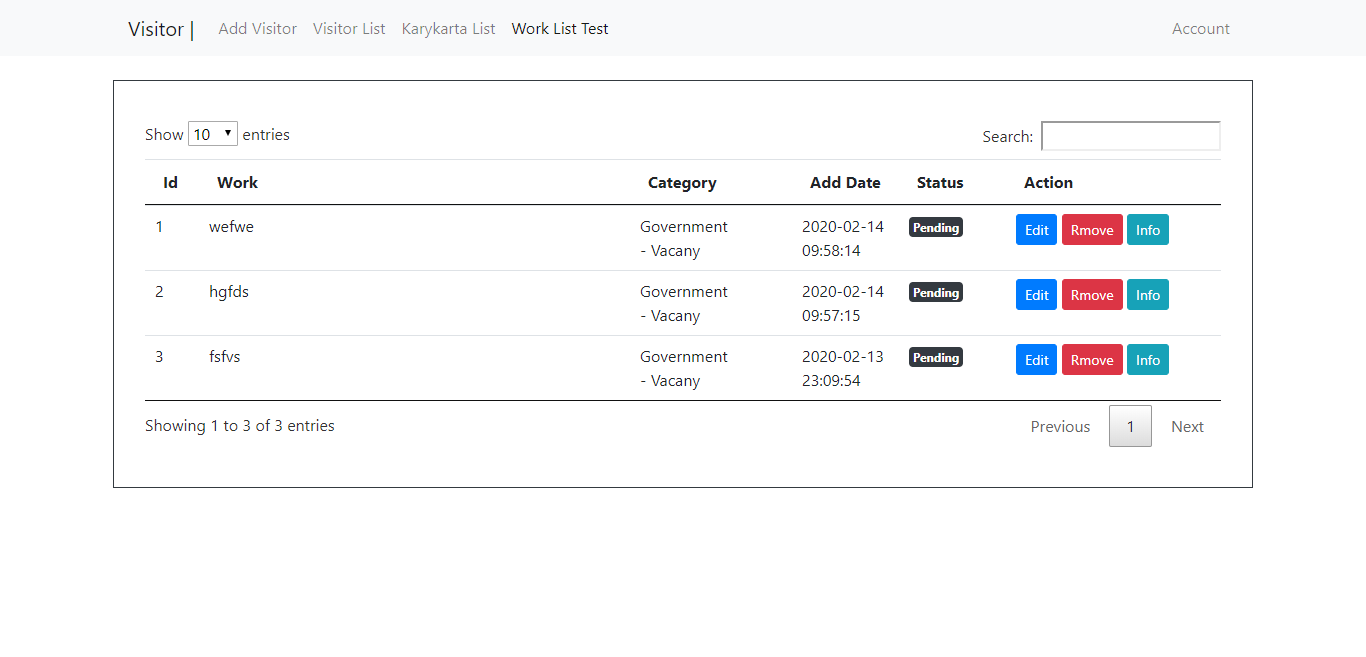 Visitor | Add Visitor Visitor List Karykarta List Work List Test Account
Show 10 entries Search:
Id Work Category Add Date Status Action
1 wefwe Government 2020-02-14 Pending Edit Rmove Info
- Vacany 09:58:14
2 hgfds Government 2020-02-14 Pending Edit Rmove Info
- Vacany 09:57:15
3 fsfvs Government 2020-02-13 Pending Edit Rmove Info
- Vacany 23:09:54
Showing 1 to 3 of 3 entries Previous 1 Next